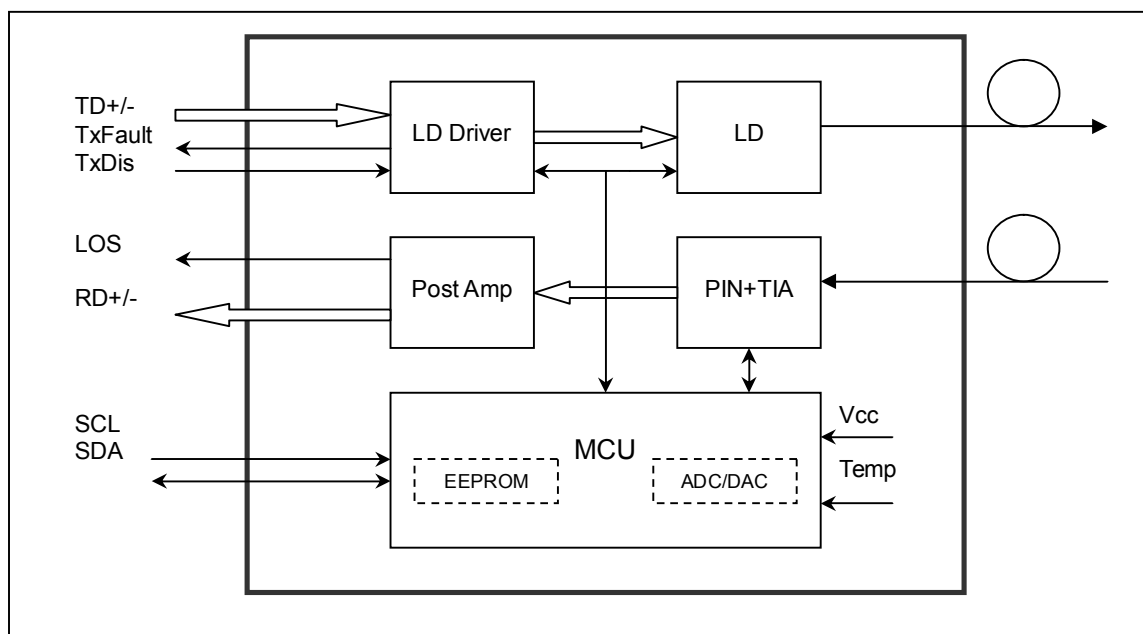 TD+/-
TxFault
TxDis
LD Driver
LD
LOS
RD+/-
Post Amp
PIN+TIA
SCL
SDA
MCU
EEPROM
ADC/DAC
Vcc
Temp